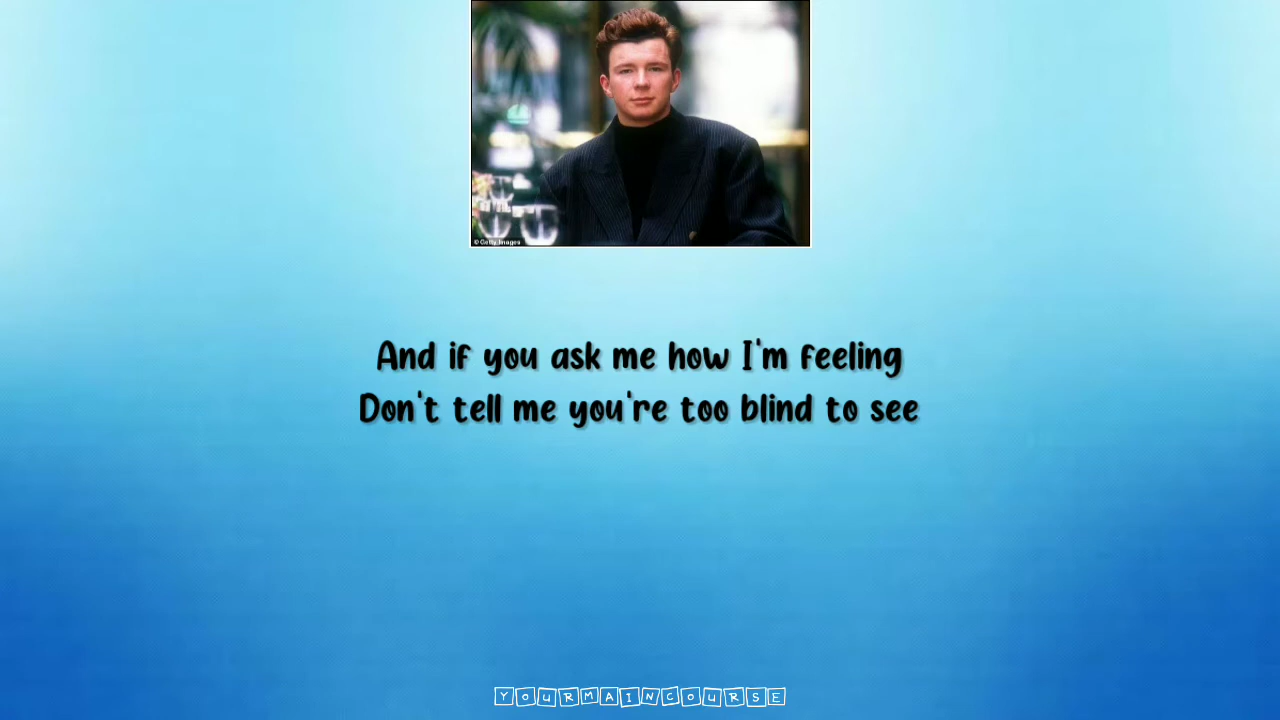 © Getty Images
And if you ask me how I'm feeling
Don't tell me you're too blind to see
YOURMAINCOURSE